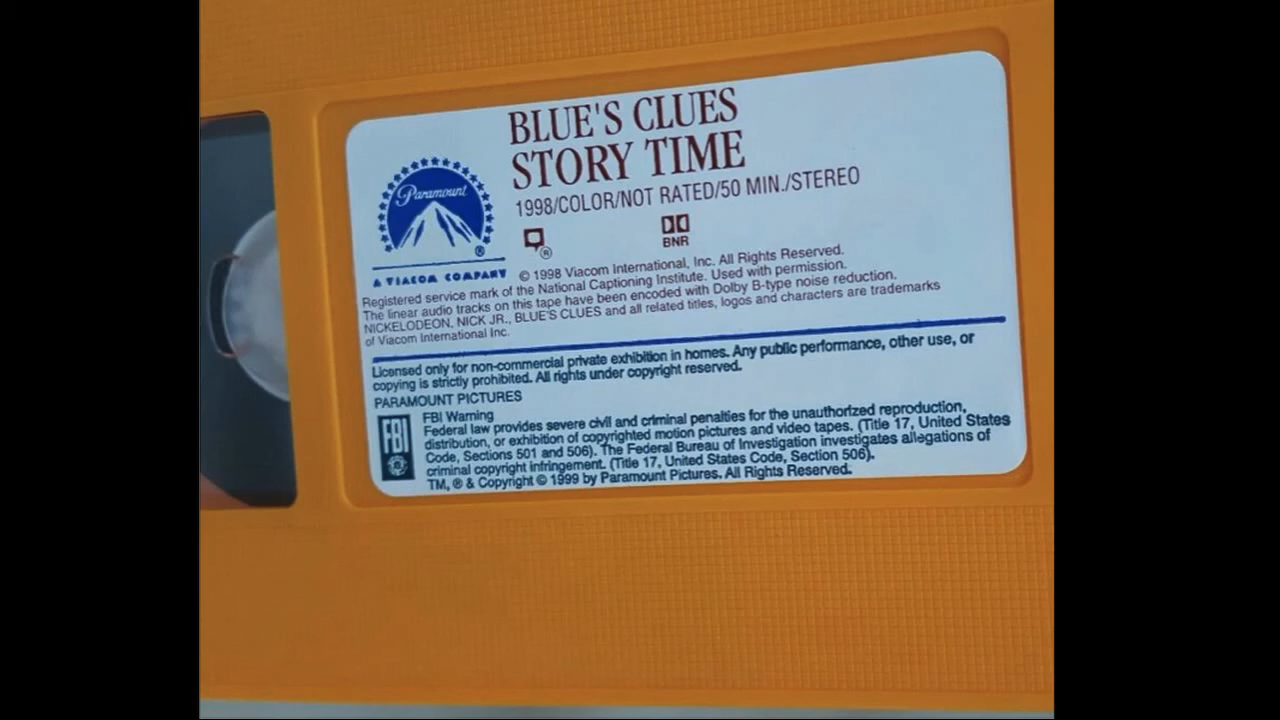 BLUE'S CLUES
STORY TIME
1998/COLOR/NOT RATED/50 MIN./STEREO
Paramount
®
A VIACOM COMPANY
®
BNR
© 1998 Viacom International, Inc. All Rights Reserved.
Registered service mark of the National Captioning Institute. Used with permission.
The linear audio tracks on this tape have been encoded with Dolby B-type noise reduction.
NICKELODEON, NICK JR., BLUE'S CLUES and all related titles, logos and characters are trademarks
of Viacom International Inc.
Licensed only for non-commercial private exhibition in homes. Any public performance, other use, or
copying is strictly prohibited. All rights under copyright reserved.
PARAMOUNT PICTURES
FBI
FBI Warning
Federal law provides severe civil and criminal penalties for the unauthorized reproduction,
distribution, or exhibition of copyrighted motion pictures and video tapes. (Title 17, United States
Code, Sections 501 and 506). The Federal Bureau of Investigation investigates allegations of
criminal copyright infringement. (Title 17, United States Code, Section 506).
TM, ® & Copyright © 1999 by Paramount Pictures. All Rights Reserved.